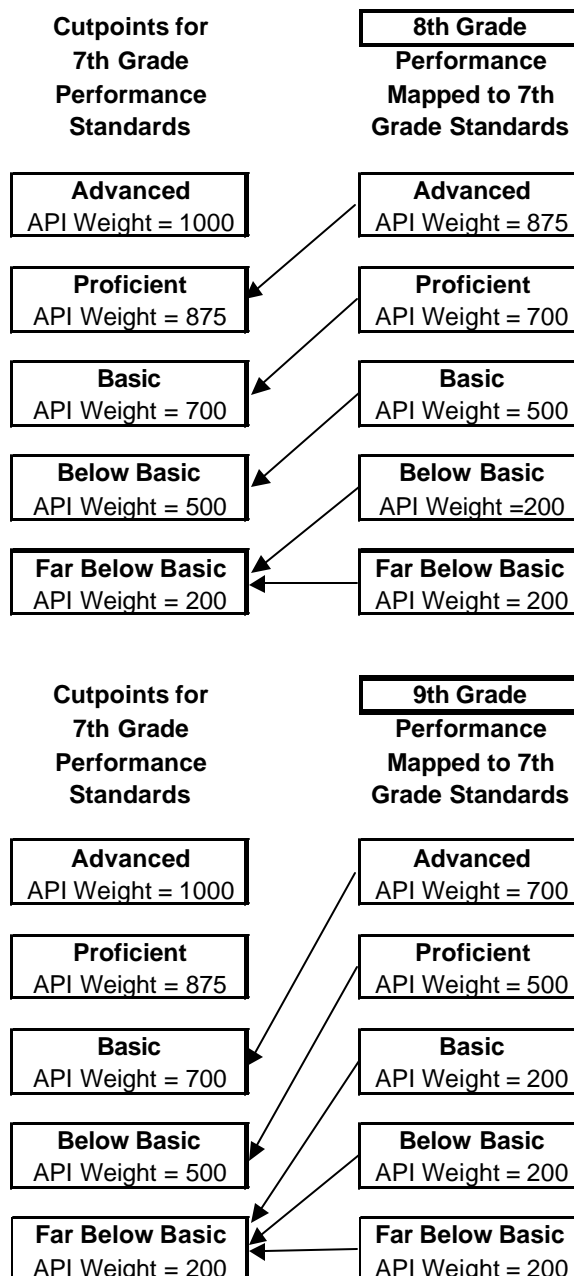 Cutpoints for
7th Grade
Performance
Standards
8th Grade
Performance
Mapped to 7th
Grade Standards
Advanced
API Weight = 1000
Advanced
API Weight = 875
Proficient
API Weight = 875
Proficient
API Weight = 700
Basic
API Weight = 700
Basic
API Weight = 500
Below Basic
API Weight = 500
Below Basic
API Weight =200
Far Below Basic
API Weight = 200
Far Below Basic
API Weight = 200
Cutpoints for
7th Grade
Performance
Standards
9th Grade
Performance
Mapped to 7th
Grade Standards
Advanced
API Weight = 1000
Advanced
API Weight = 700
Proficient
API Weight = 875
Proficient
API Weight = 500
Basic
API Weight = 700
Basic
API Weight = 200
Below Basic
API Weight = 500
Below Basic
API Weight = 200
Far Below Basic
API Weight = 200
Far Below Basic
API Weight = 200